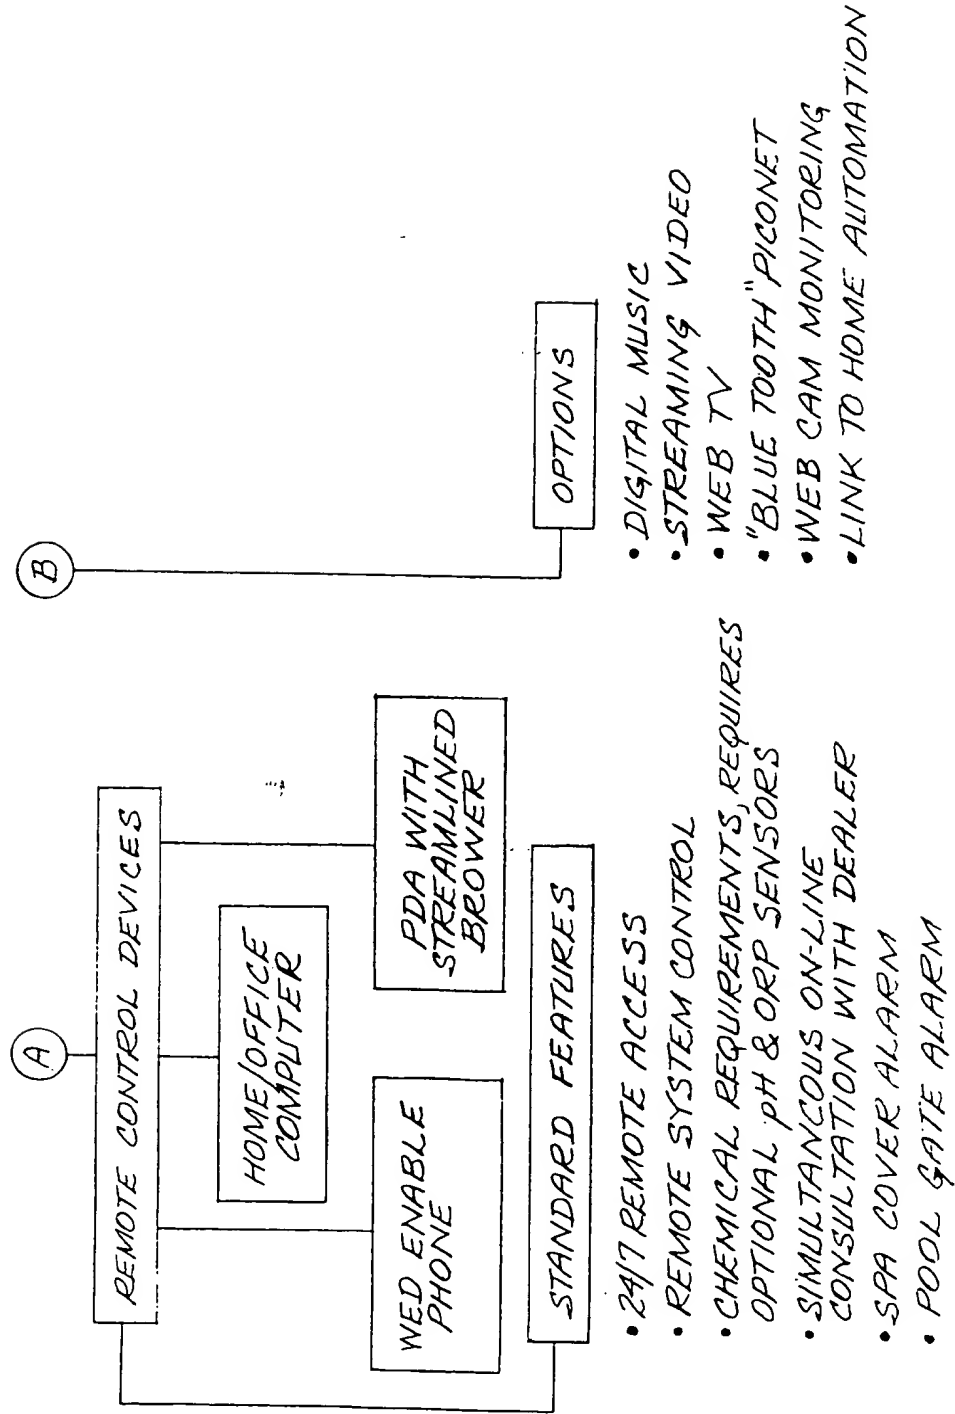 A
REMOTE CONTROL DEVICES
HOME/OFFICE
COMPUTER
WED ENABLE
PHONE
PDA WITH
STREAMLINED
BROWER
STANDARD FEATURES
• 24/7 REMOTE ACCESS
• REMOTE SYSTEM CONTROL
• CHEMICAL REQUIREMENTS, REQUIRES
OPTIONAL pH & ORP SENSORS
• SIMULTANCOUS ON-LINE
CONSULTATION WITH DEALER
• SPA COVER ALARM
• POOL GATE ALARM
B
OPTIONS
• DIGITAL MUSIC
• STREAMING VIDEO
• WEB TV
• "BLUE TOOTH" PICONET
• WEB CAM MONITORING
• LINK TO HOME AUTOMATION